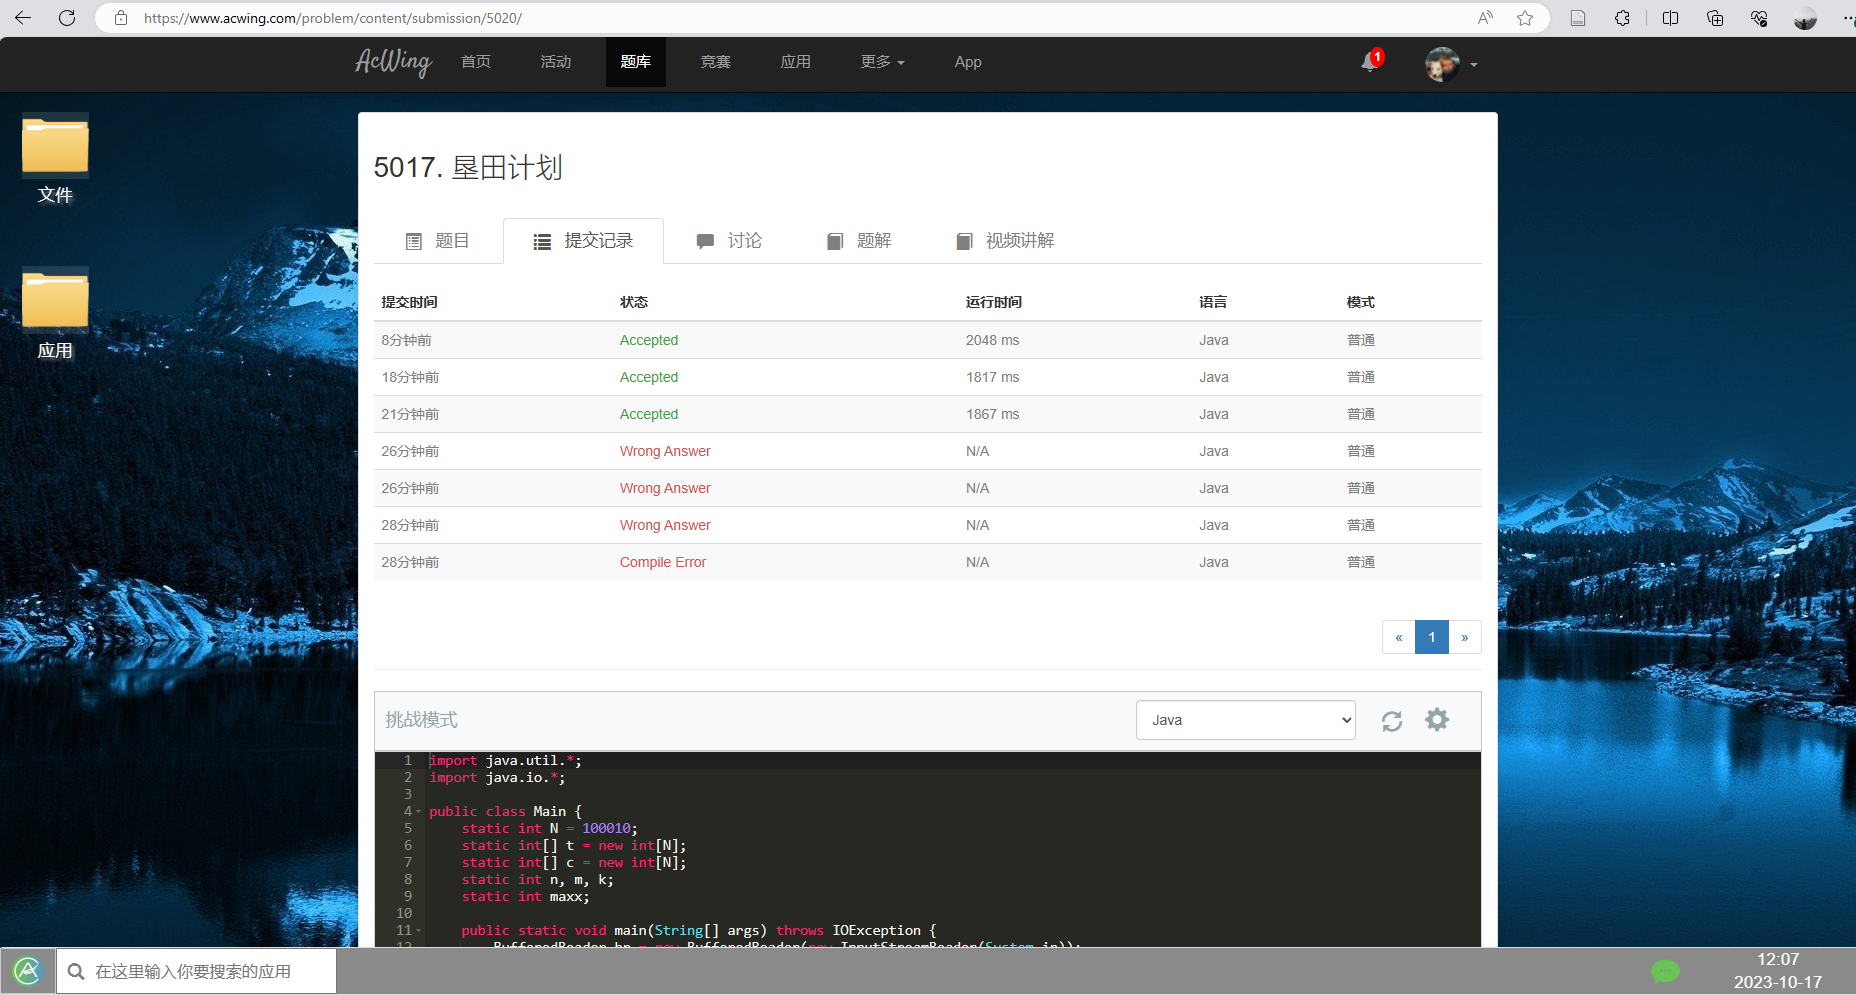 https://www.acwing.com/problem/content/submission/5020/
AcWing 首页 活动 题库 竞赛 应用 更多 App 1
文件
应用
5017. 垦田计划
题目 提交记录 讨论 题解 视频讲解
提交时间 状态 运行时间 语言 模式
8分钟前 Accepted 2048 ms Java 普通
18分钟前 Accepted 1817 ms Java 普通
21分钟前 Accepted 1867 ms Java 普通
26分钟前 Wrong Answer N/A Java 普通
26分钟前 Wrong Answer N/A Java 普通
28分钟前 Wrong Answer N/A Java 普通
28分钟前 Compile Error N/A Java 普通
« 1 »
挑战模式 Java
1 import java.util.*;
2 import java.io.*;
3
4 public class Main {
5 static int N = 100010;
6 static int[] t = new int[N];
7 static int[] c = new int[N];
8 static int n, m, k;
9 static int maxx;
10
11 public static void main(String[] args) throws IOException {
12 BufferedReader br = new BufferedReader(new InputStreamReader(System.in));
在这里输入你要搜索的应用
12:07
2023-10-17